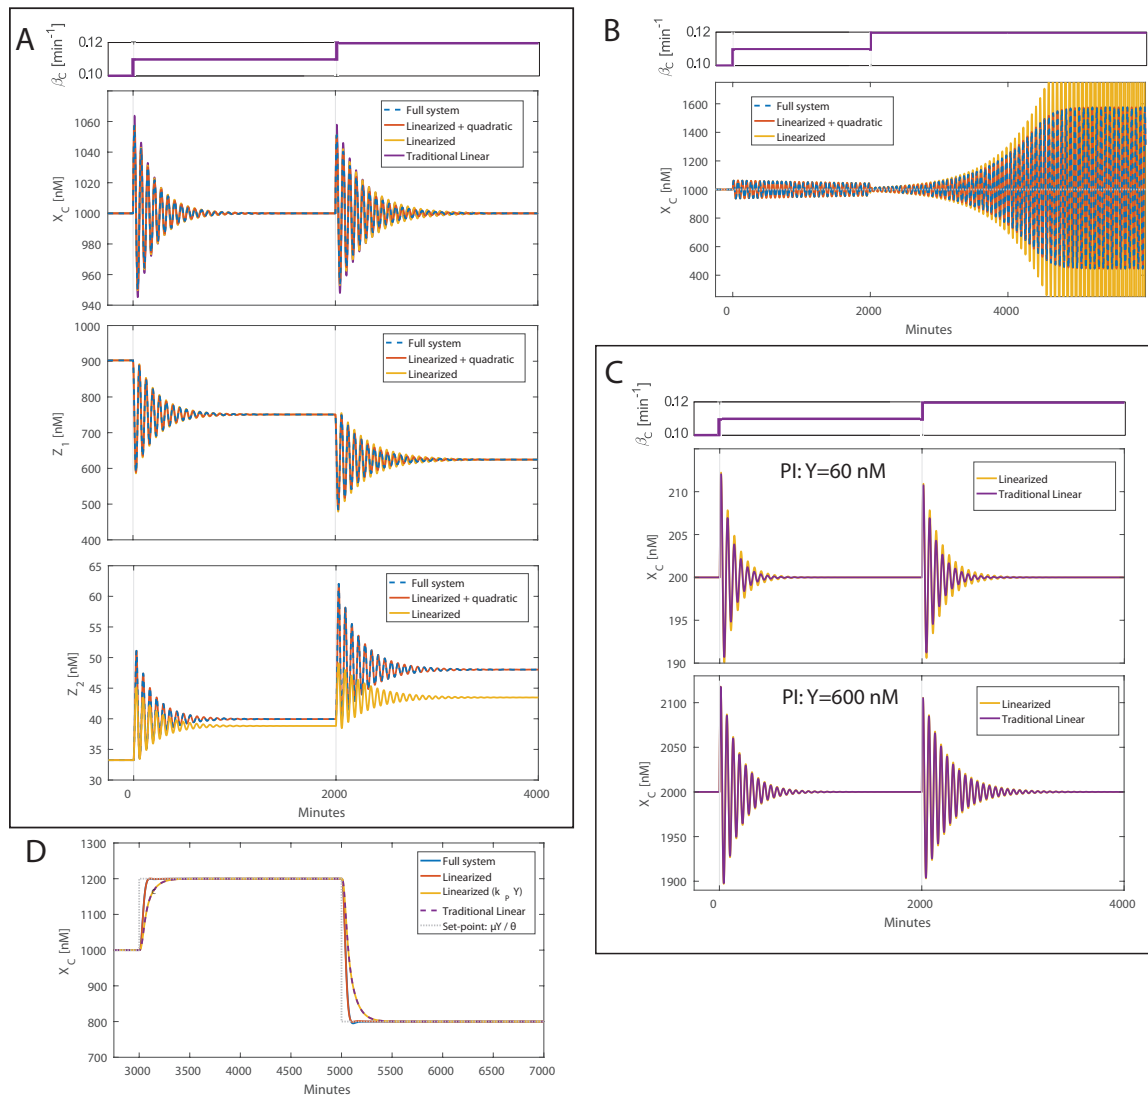 A
0.12
0.10
β_C [min⁻¹]
1060
1040
1020
1000
980
960
940
X_C [nM]
Full system
Linearized + quadratic
Linearized
Traditional Linear
1000
900
800
700
600
500
400
Z_1 [nM]
Full system
Linearized + quadratic
Linearized
65
60
55
50
45
40
35
30
Z_2 [nM]
Full system
Linearized + quadratic
Linearized
0 2000 4000
Minutes
B
0.12
0.10
β_C [min⁻¹]
1600
1400
1200
1000
800
600
400
X_C [nM]
Full system
Linearized + quadratic
Linearized
0 2000 4000
Minutes
C
0.12
0.10
β_C [min⁻¹]
PI: Y=60 nM
210
205
200
195
190
X_C [nM]
Linearized
Traditional Linear
PI: Y=600 nM
2100
2050
2000
1950
1900
X_C [nM]
Linearized
Traditional Linear
0 2000 4000
Minutes
D
1300
1200
1100
1000
900
800
700
X_C [nM]
Full system
Linearized
Linearized (k_p Y)
Traditional Linear
Set-point: μY / θ
3000 3500 4000 4500 5000 5500 6000 6500 7000
Minutes